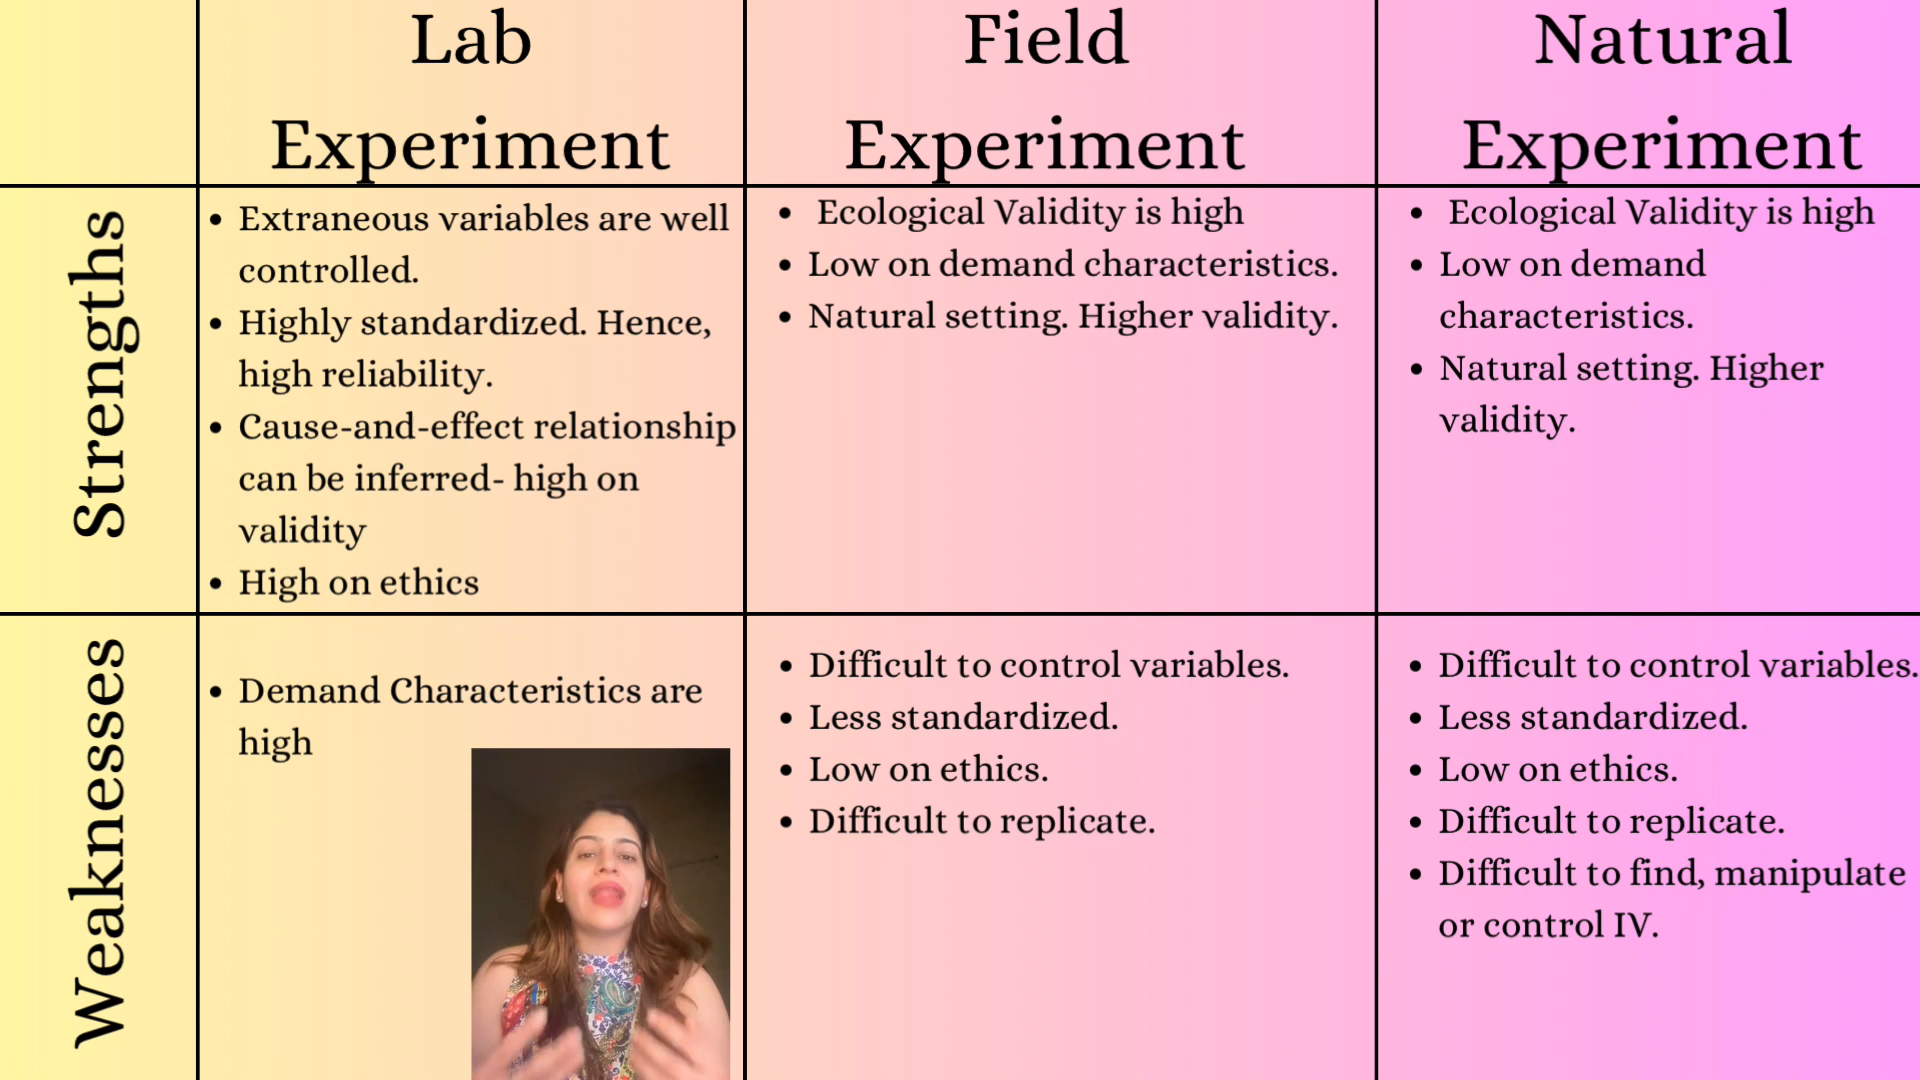 Lab
Experiment
Field
Experiment
Natural
Experiment
Strengths
• Extraneous variables are well
controlled.
• Highly standardized. Hence,
high reliability.
• Cause-and-effect relationship
can be inferred- high on
validity
• High on ethics
• Ecological Validity is high
• Low on demand characteristics.
• Natural setting. Higher validity.
• Ecological Validity is high
• Low on demand
characteristics.
• Natural setting. Higher
validity.
Weaknesses
• Demand Characteristics are
high
• Difficult to control variables.
• Less standardized.
• Low on ethics.
• Difficult to replicate.
• Difficult to control variables.
• Less standardized.
• Low on ethics.
• Difficult to replicate.
• Difficult to find, manipulate
or control IV.